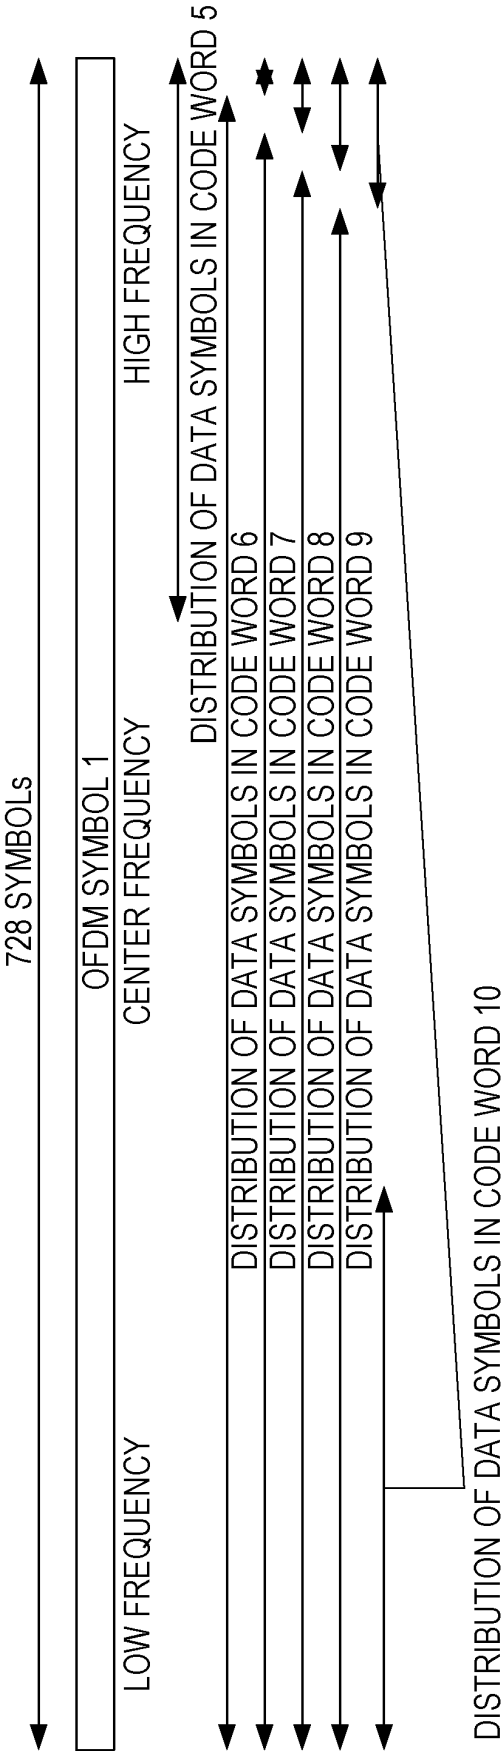 728 SYMBOLs
OFDM SYMBOL 1
LOW FREQUENCY
CENTER FREQUENCY
HIGH FREQUENCY
DISTRIBUTION OF DATA SYMBOLS IN CODE WORD 5
DISTRIBUTION OF DATA SYMBOLS IN CODE WORD 6
DISTRIBUTION OF DATA SYMBOLS IN CODE WORD 7
DISTRIBUTION OF DATA SYMBOLS IN CODE WORD 8
DISTRIBUTION OF DATA SYMBOLS IN CODE WORD 9
DISTRIBUTION OF DATA SYMBOLS IN CODE WORD 10